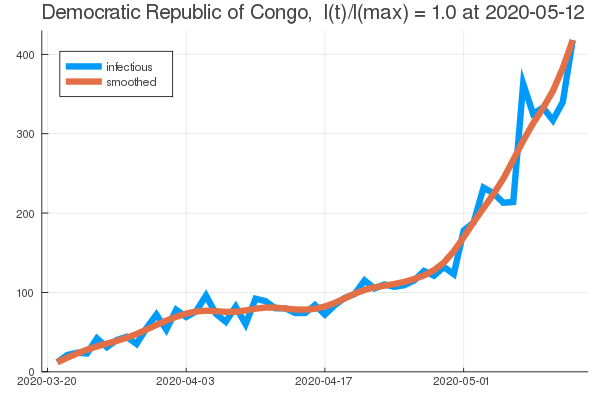 Democratic Republic of Congo, I(t)/I(max) = 1.0 at 2020-05-12
infectious
smoothed
400
300
200
100
0
2020-03-20 2020-04-03 2020-04-17 2020-05-01